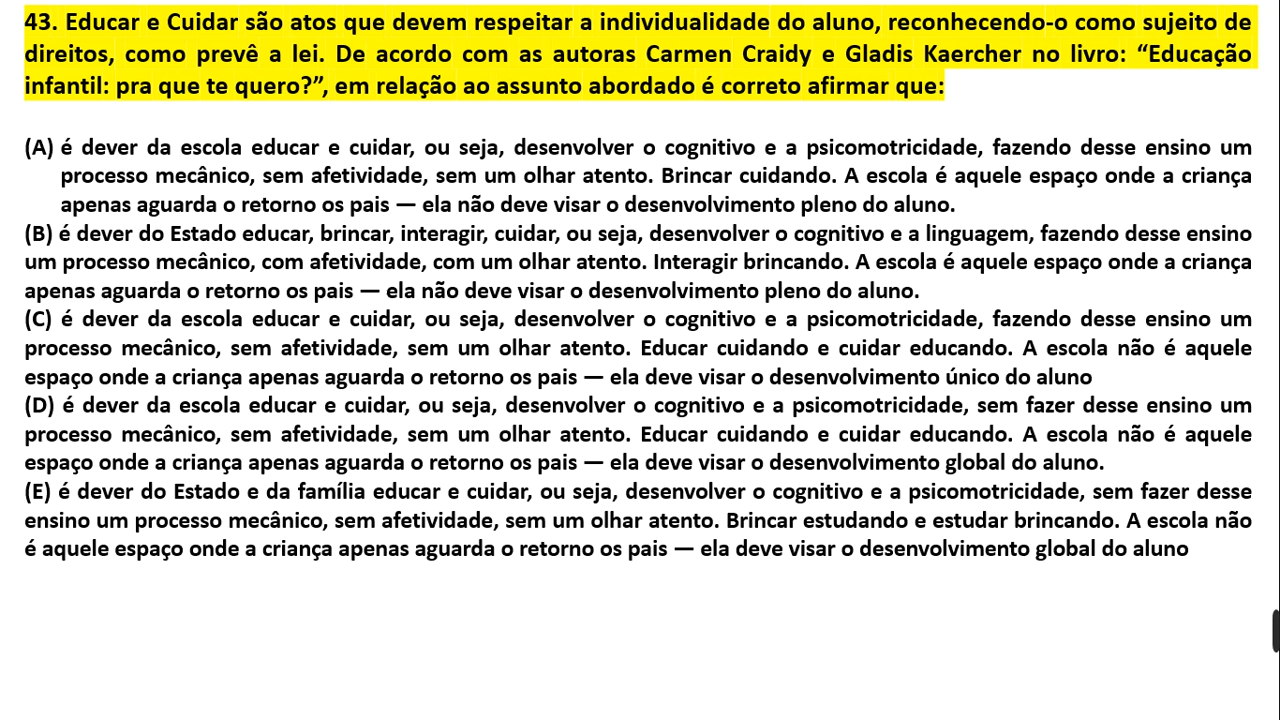 43. Educar e Cuidar são atos que devem respeitar a individualidade do aluno, reconhecendo-o como sujeito de
direitos, como prevê a lei. De acordo com as autoras Carmen Craidy e Gladis Kaercher no livro: “Educação
infantil: pra que te quero?”, em relação ao assunto abordado é correto afirmar que:
(A) é dever da escola educar e cuidar, ou seja, desenvolver o cognitivo e a psicomotricidade, fazendo desse ensino um
processo mecânico, sem afetividade, sem um olhar atento. Brincar cuidando. A escola é aquele espaço onde a criança
apenas aguarda o retorno os pais — ela não deve visar o desenvolvimento pleno do aluno.
(B) é dever do Estado educar, brincar, interagir, cuidar, ou seja, desenvolver o cognitivo e a linguagem, fazendo desse ensino
um processo mecânico, com afetividade, com um olhar atento. Interagir brincando. A escola é aquele espaço onde a criança
apenas aguarda o retorno os pais — ela não deve visar o desenvolvimento pleno do aluno.
(C) é dever da escola educar e cuidar, ou seja, desenvolver o cognitivo e a psicomotricidade, fazendo desse ensino um
processo mecânico, sem afetividade, sem um olhar atento. Educar cuidando e cuidar educando. A escola não é aquele
espaço onde a criança apenas aguarda o retorno os pais — ela deve visar o desenvolvimento único do aluno
(D) é dever da escola educar e cuidar, ou seja, desenvolver o cognitivo e a psicomotricidade, sem fazer desse ensino um
processo mecânico, sem afetividade, sem um olhar atento. Educar cuidando e cuidar educando. A escola não é aquele
espaço onde a criança apenas aguarda o retorno os pais — ela deve visar o desenvolvimento global do aluno.
(E) é dever do Estado e da família educar e cuidar, ou seja, desenvolver o cognitivo e a psicomotricidade, sem fazer desse
ensino um processo mecânico, sem afetividade, sem um olhar atento. Brincar estudando e estudar brincando. A escola não
é aquele espaço onde a criança apenas aguarda o retorno os pais — ela deve visar o desenvolvimento global do aluno